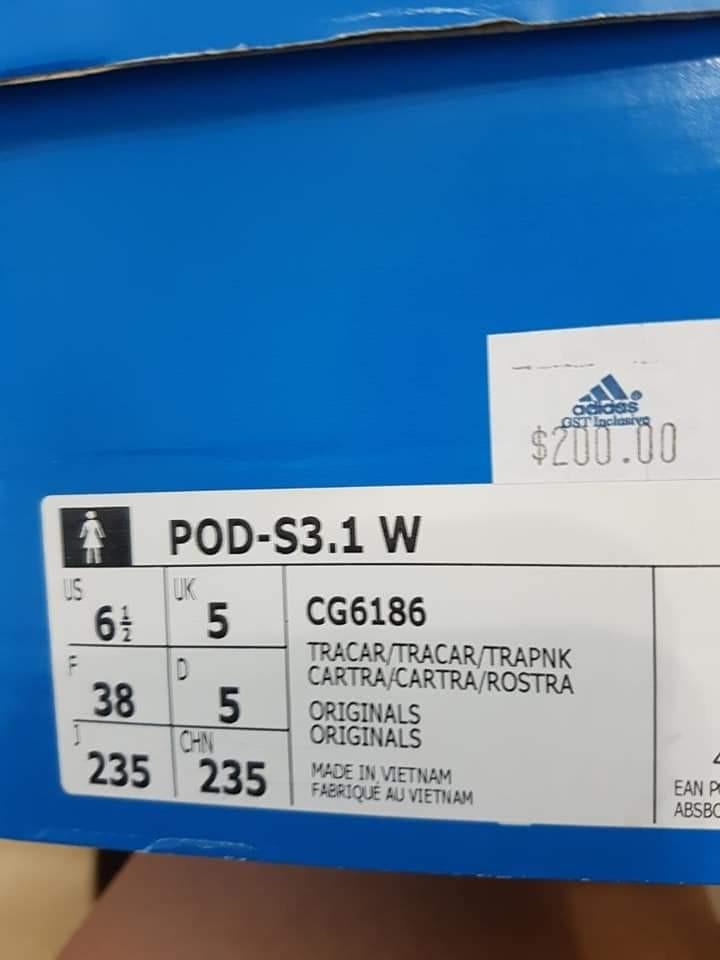 adidas
GST Inclusive
$200.00
POD-S3.1 W
US 6½ UK 5
F 38 D 5
J 235 CHN 235
CG6186
TRACAR/TRACAR/TRAPNK
CARTRA/CARTRA/ROSTRA
ORIGINALS
ORIGINALS
MADE IN VIETNAM
FABRIQUÉ AU VIETNAM
EAN